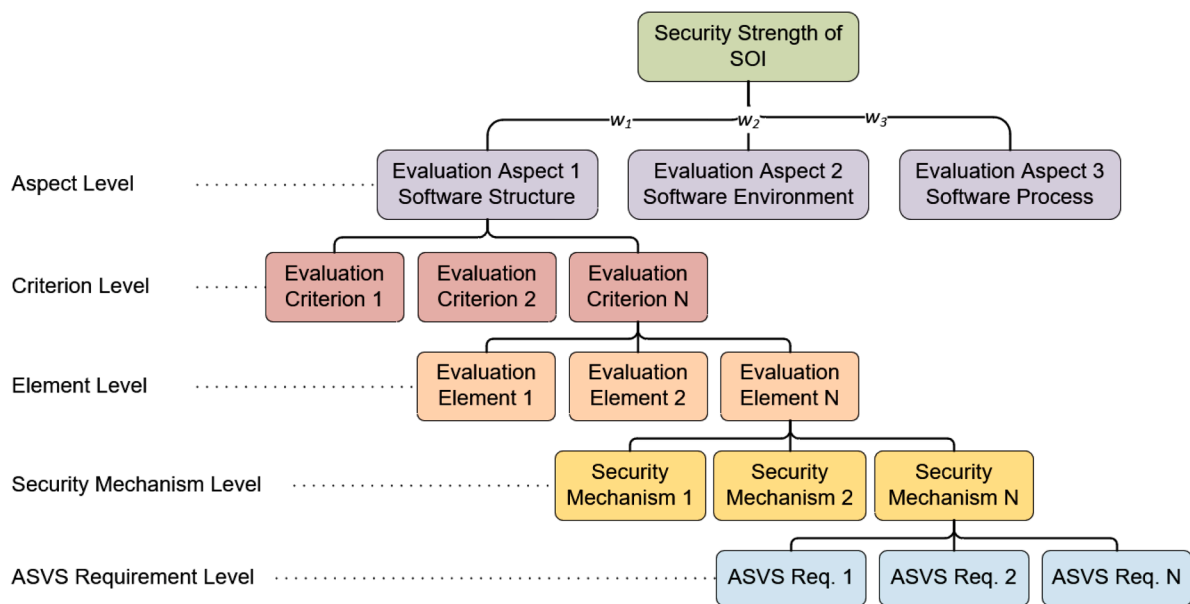 Security Strength of
SOI
w1
w2
w3
Aspect Level
Evaluation Aspect 1
Software Structure
Evaluation Aspect 2
Software Environment
Evaluation Aspect 3
Software Process
Criterion Level
Evaluation
Criterion 1
Evaluation
Criterion 2
Evaluation
Criterion N
Element Level
Evaluation
Element 1
Evaluation
Element 2
Evaluation
Element N
Security Mechanism Level
Security
Mechanism 1
Security
Mechanism 2
Security
Mechanism N
ASVS Requirement Level
ASVS Req. 1
ASVS Req. 2
ASVS Req. N